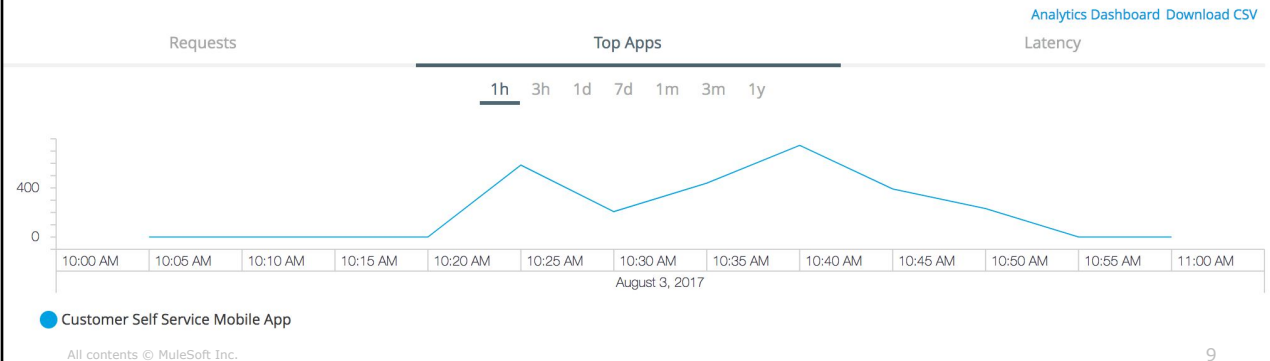 Analytics Dashboard Download CSV
Requests Top Apps Latency
1h 3h 1d 7d 1m 3m 1y
400
0
10:00 AM 10:05 AM 10:10 AM 10:15 AM 10:20 AM 10:25 AM 10:30 AM 10:35 AM 10:40 AM 10:45 AM 10:50 AM 10:55 AM 11:00 AM
August 3, 2017
Customer Self Service Mobile App
All contents © MuleSoft Inc. 9